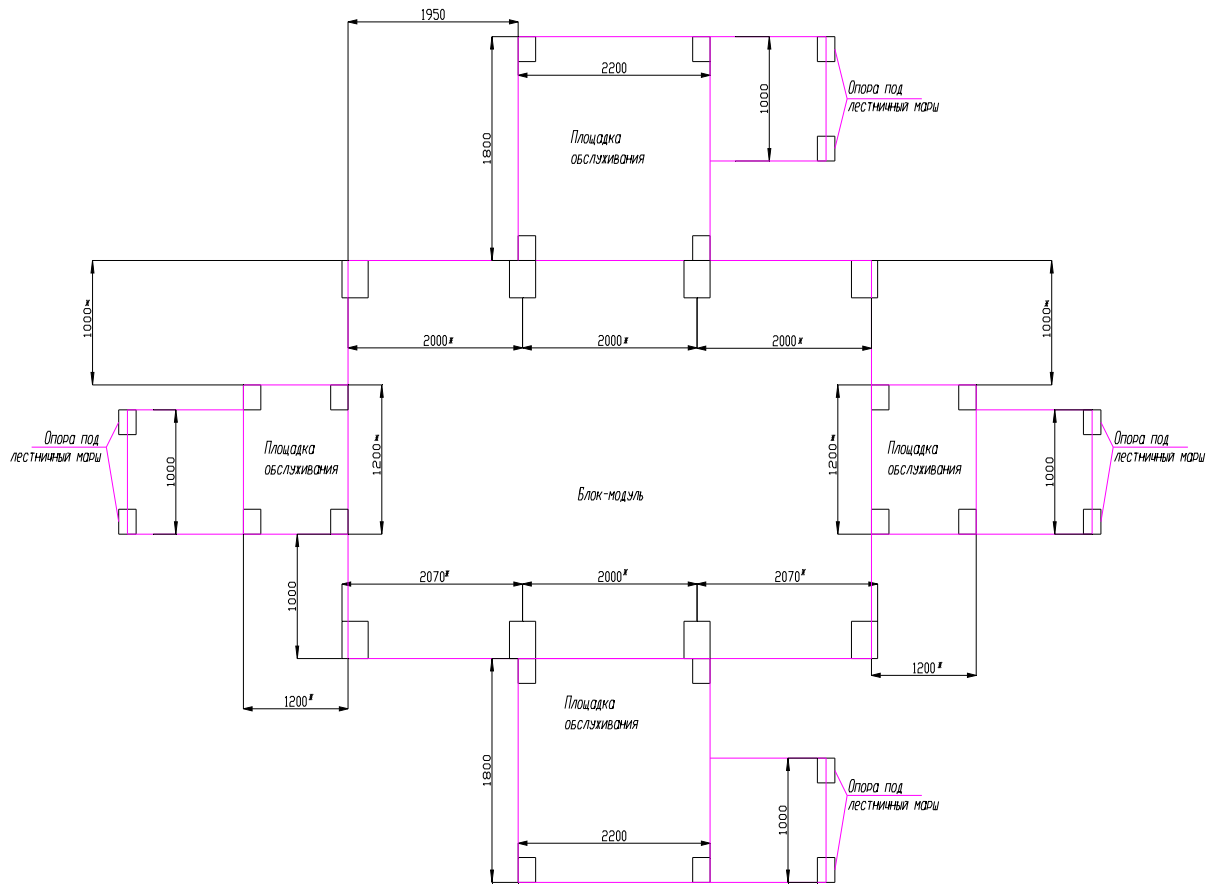 1950
2200
Опора под
лестничный марш
1000
1800
Площадка
обслуживания
1000*
1000*
2000*
2000*
2000*
Опора под
лестничный марш
1000
Площадка
обслуживания
1200*
1200*
Площадка
обслуживания
1000
Опора под
лестничный марш
Блок-модуль
2070*
2000*
2070*
1000
1200*
1200*
Площадка
обслуживания
1800
1000
Опора под
лестничный марш
2200